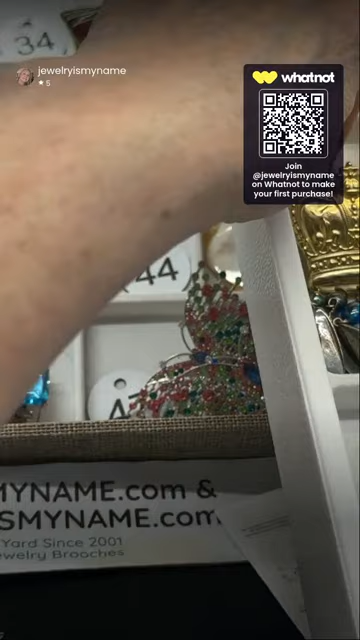 34
jewelryismyname
★5
whatnot
Join
@jewelryismyname
on Whatnot to make
your first purchase!
44
MYNAME.com &
SMYNAME.com
Yard Since 2001
ewelry Brooches